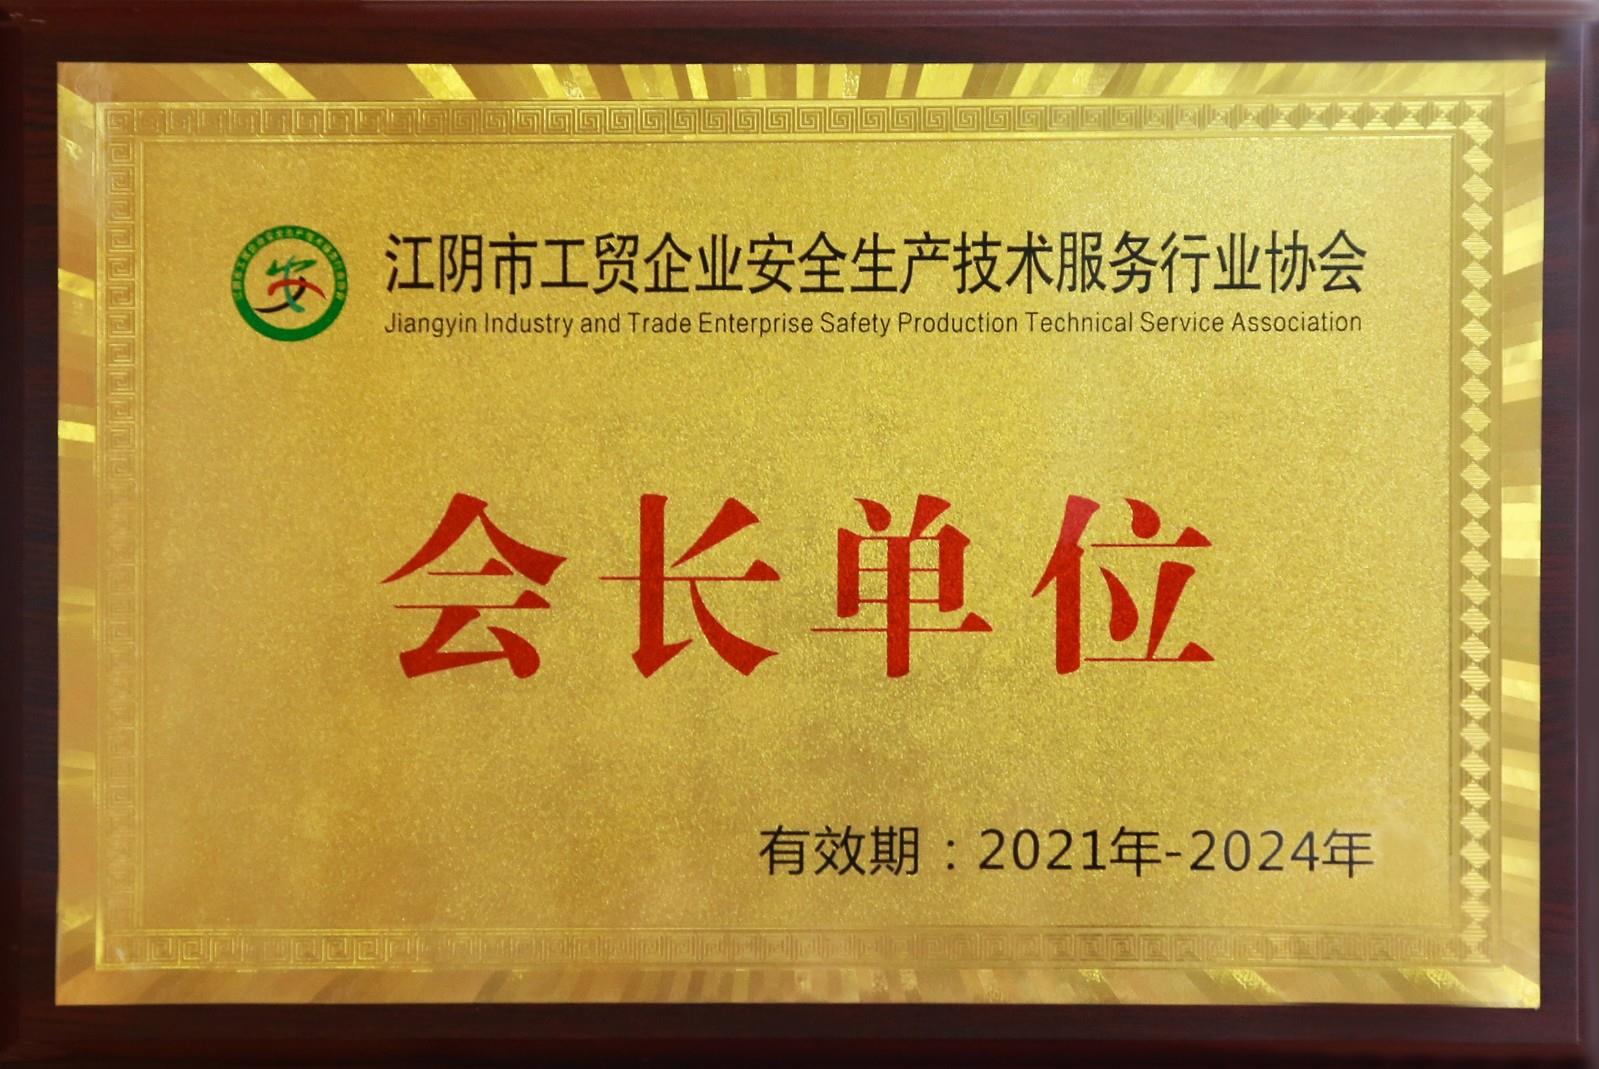 江阴市工贸企业安全生产技术服务行业协会
Jiangyin Industry and Trade Enterprise Safety Production Technical Service Association
会长单位
有效期：2021年-2024年